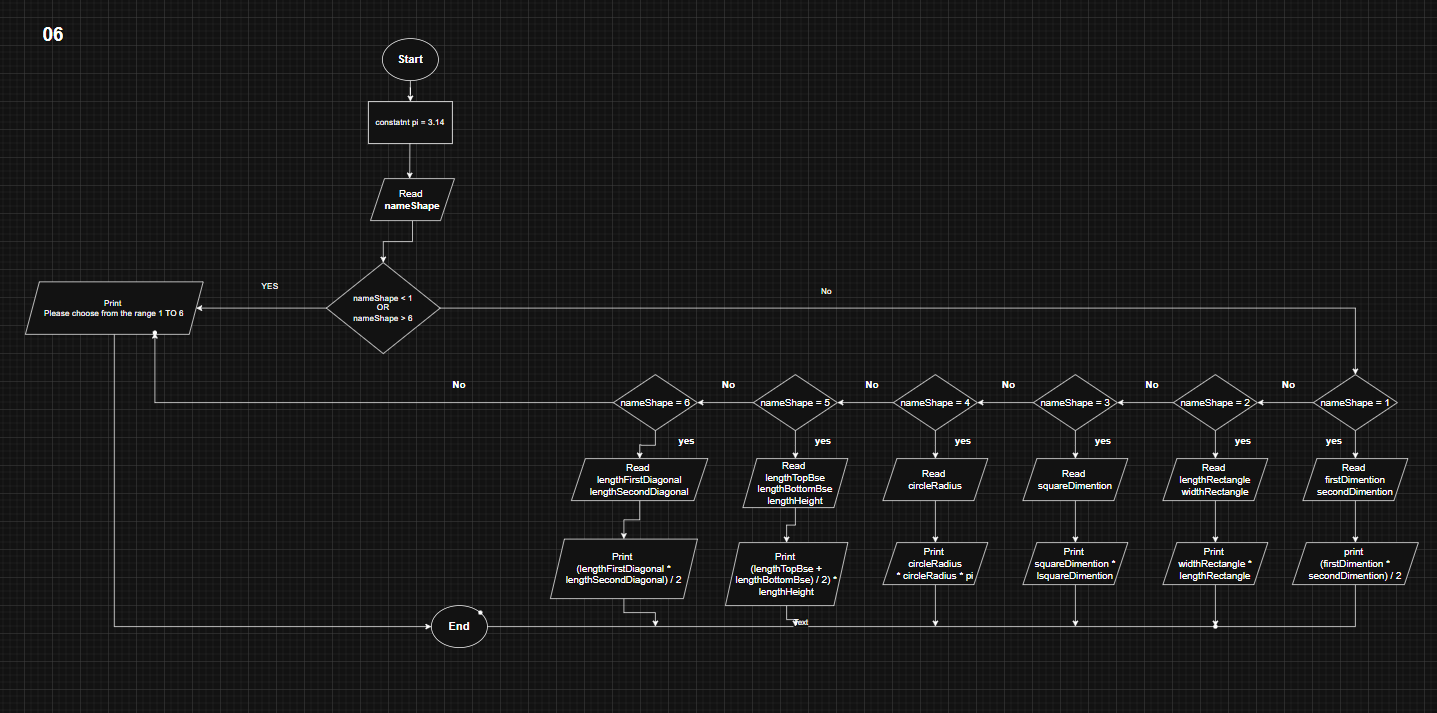 06
Start
constatnt pi = 3.14
Read
nameShape
nameShape < 1
OR
nameShape > 6
YES
No
Print
Please choose from the range 1 TO 6
No
No
No
No
No
No
nameShape = 6
nameShape = 5
nameShape = 4
nameShape = 3
nameShape = 2
nameShape = 1
yes
yes
yes
yes
yes
yes
Read
lengthFirstDiagonal
lengthSecondDiagonal
Read
lengthTopBse
lengthBottomBse
lengthHeight
Read
circleRadius
Read
squareDimention
Read
lengthRectangle
widthRectangle
Read
firstDimention
secondDimention
Print
(lengthFirstDiagonal *
lengthSecondDiagonal) / 2
Print
(lengthTopBse +
lengthBottomBse) / 2) *
lengthHeight
Print
circleRadius
* circleRadius * pi
Print
squareDimention *
lsquareDimention
Print
widthRectangle *
lengthRectangle
print
(firstDimention *
secondDimention) / 2
Text
End